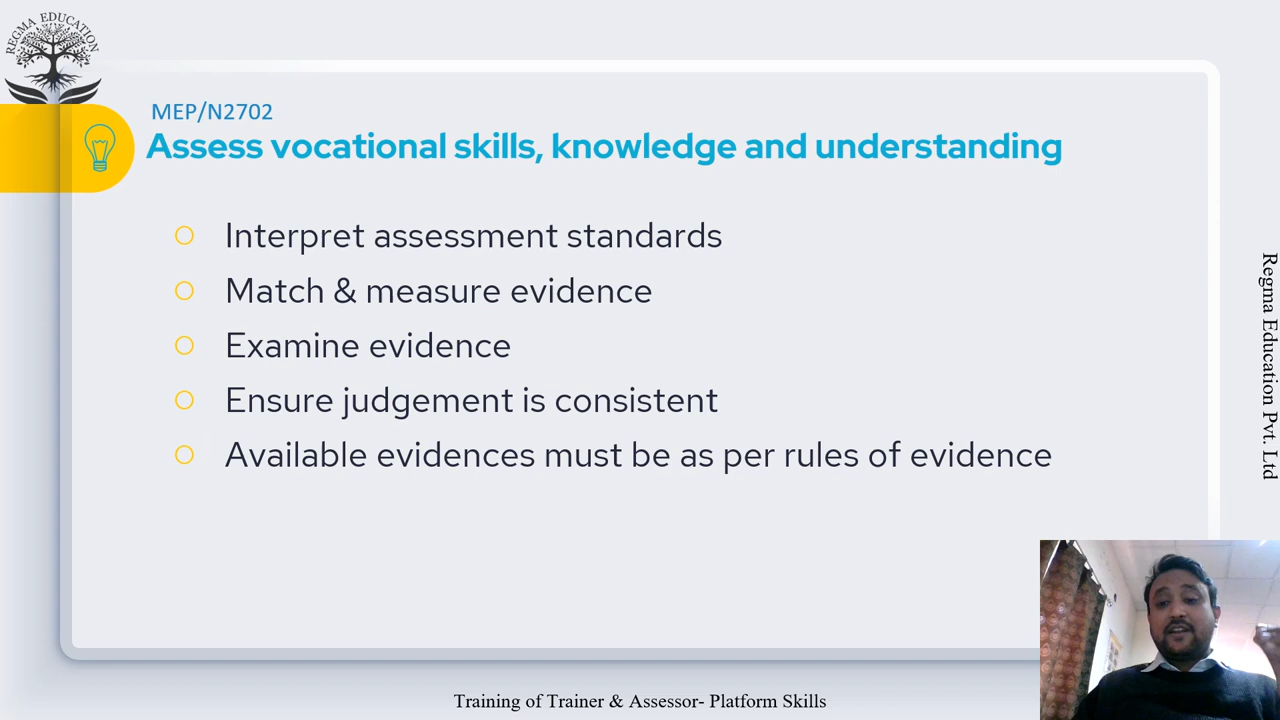 REGMA EDUCATION
MEP/N2702
Assess vocational skills, knowledge and understanding
Interpret assessment standards
Match & measure evidence
Examine evidence
Ensure judgement is consistent
Available evidences must be as per rules of evidence
Regma Education Pvt. Ltd
Training of Trainer & Assessor- Platform Skills